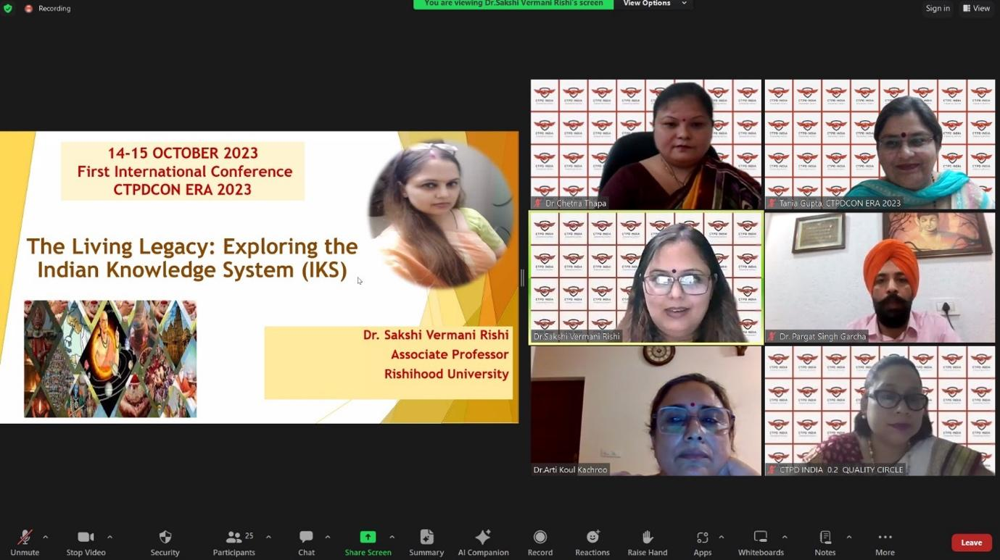 Recording
You are viewing Dr.Sakshi Vermani Rishi's screen
View Options
Sign in
View
14-15 OCTOBER 2023
First International Conference
CTPDCON ERA 2023
The Living Legacy: Exploring the
Indian Knowledge System (IKS)
Dr. Sakshi Vermani Rishi
Associate Professor
Rishihood University
Dr Chetna Thapa
Tania Gupta, CTPDCON ERA 2023
Dr.Sakshi Vermani Rishi
Dr. Pargat Singh Garcha
Dr.Arti Koul Kachroo
CTPD INDIA 0.2 QUALITY CIRCLE
CTPD INDIA
Unmute
Stop Video
Security
Participants
25
Chat
Share Screen
Summary
AI Companion
Record
Reactions
Raise Hand
Apps
Whiteboards
Notes
More
Leave